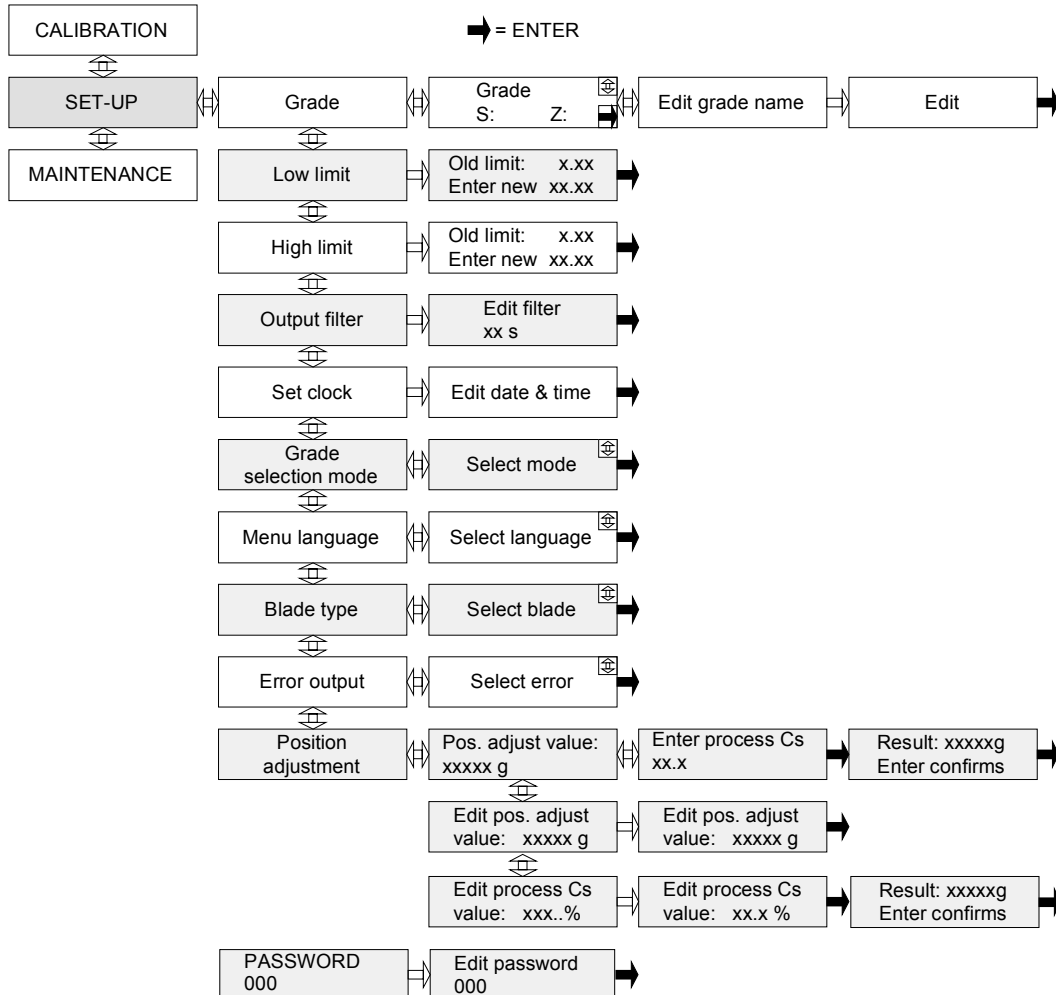 CALIBRATION
= ENTER
SET-UP
Grade
Grade
S: Z:
Edit grade name
Edit
MAINTENANCE
Low limit
Old limit: x.xx
Enter new xx.xx
High limit
Old limit: x.xx
Enter new xx.xx
Output filter
Edit filter
xx s
Set clock
Edit date & time
Grade
selection mode
Select mode
Menu language
Select language
Blade type
Select blade
Error output
Select error
Position
adjustment
Pos. adjust value:
xxxxx g
Enter process Cs
xx.x
Result: xxxxxg
Enter confirms
Edit pos. adjust
value: xxxxx g
Edit pos. adjust
value: xxxxx g
Edit process Cs
value: xxx..%
Edit process Cs
value: xx.x %
Result: xxxxxg
Enter confirms
PASSWORD
000
Edit password
000